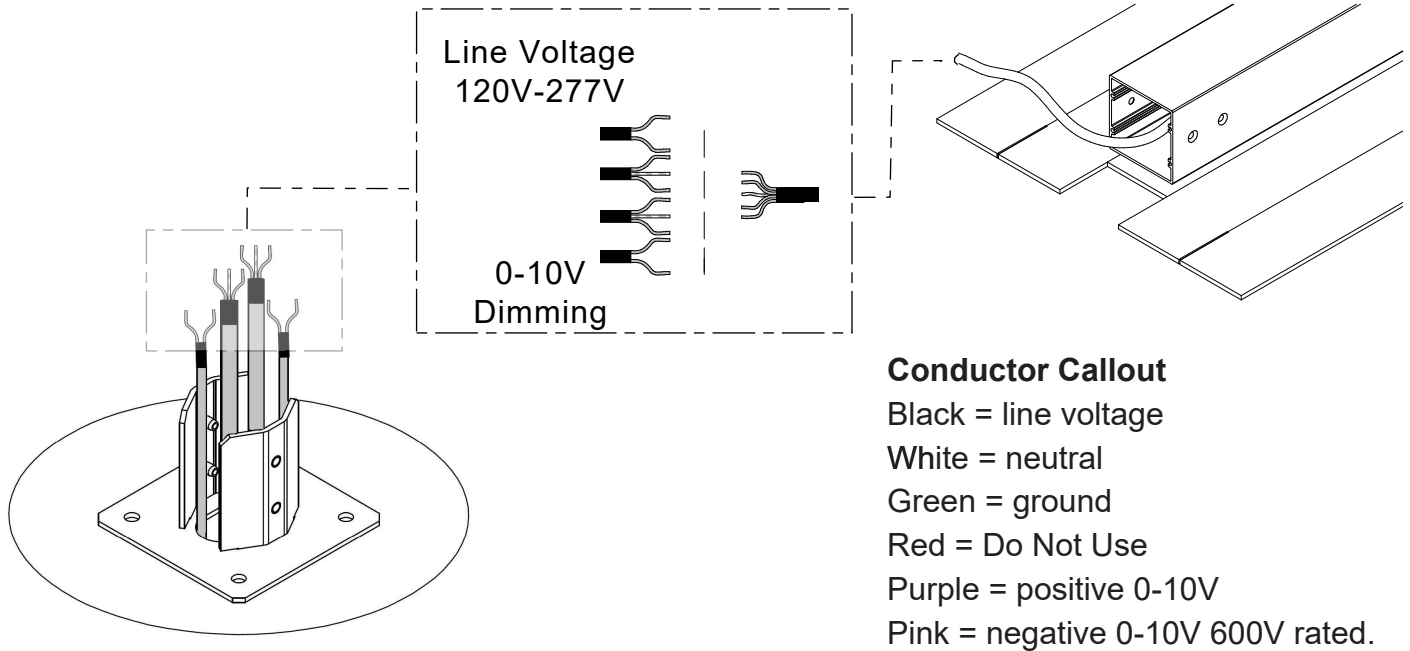 Line Voltage
120V-277V
0-10V
Dimming
Conductor Callout
Black = line voltage
White = neutral
Green = ground
Red = Do Not Use
Purple = positive 0-10V
Pink = negative 0-10V 600V rated.